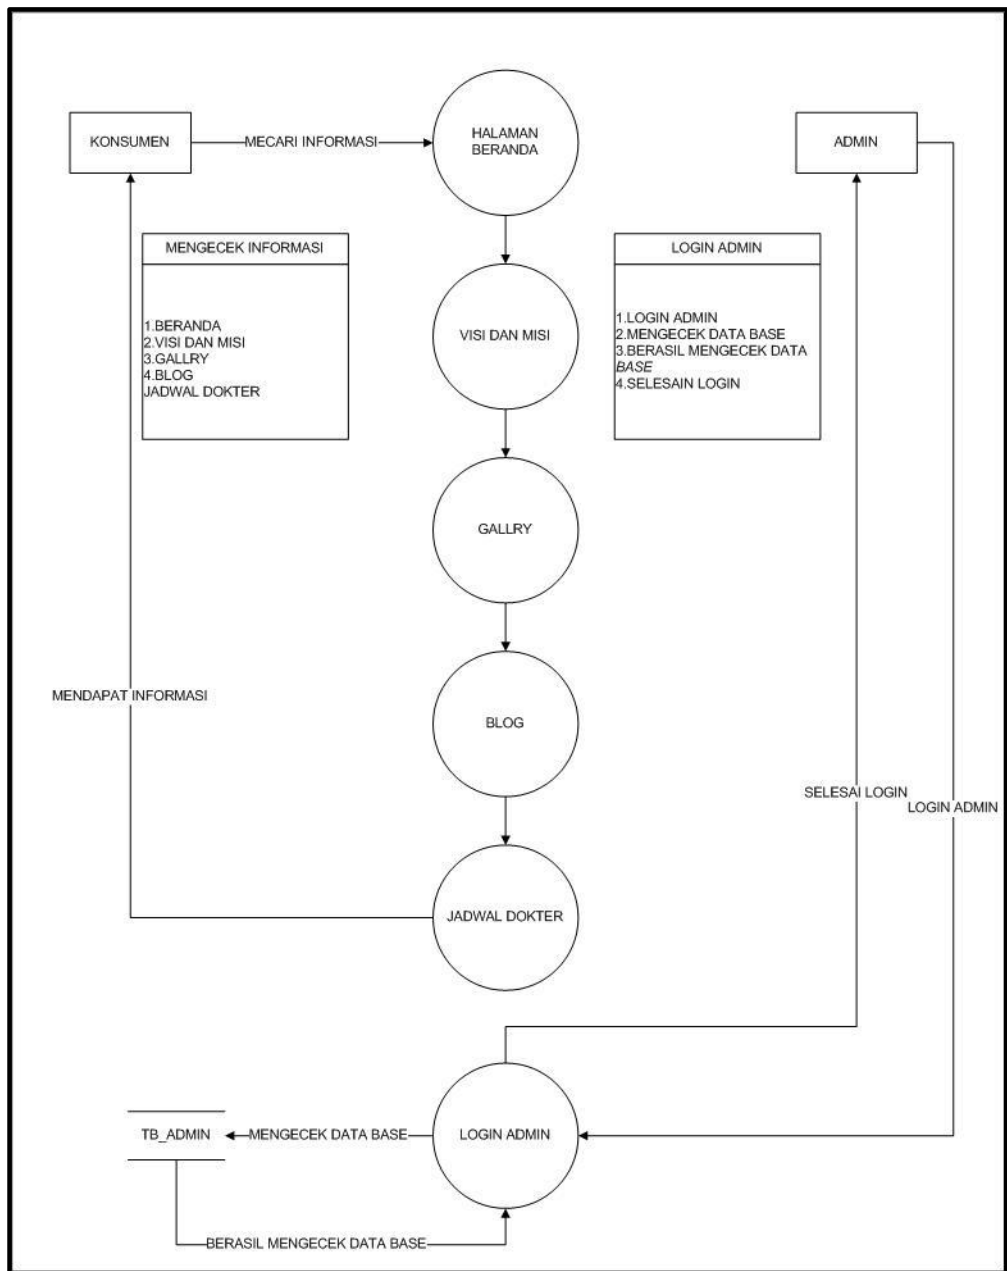 KONSUMEN
MECARI INFORMASI
HALAMAN
BERANDA
ADMIN
MENGECEK INFORMASI
1.BERANDA
2.VISI DAN MISI
3.GALLRY
4.BLOG
JADWAL DOKTER
VISI DAN MISI
LOGIN ADMIN
1.LOGIN ADMIN
2.MENGECEK DATA BASE
3.BERASIL MENGECEK DATA
BASE
4.SELESAIN LOGIN
GALLRY
MENDAPAT INFORMASI
BLOG
SELESAI LOGIN
LOGIN ADMIN
JADWAL DOKTER
TB_ADMIN
MENGECEK DATA BASE
LOGIN ADMIN
BERASIL MENGECEK DATA BASE